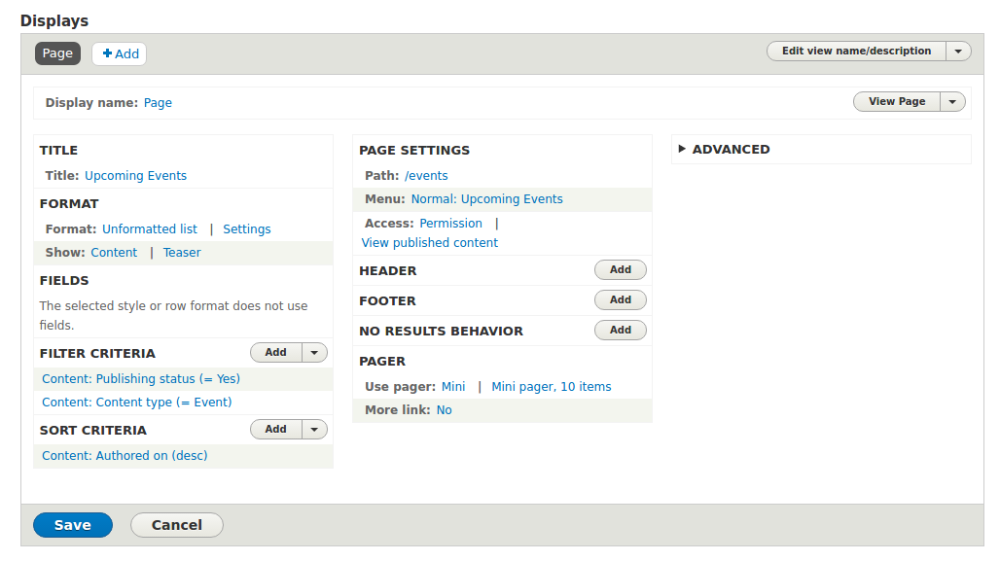 Displays
Page
Add
Edit view name/description
Display name: Page
View Page
TITLE
Title: Upcoming Events
FORMAT
Format: Unformatted list | Settings
Show: Content | Teaser
FIELDS
The selected style or row format does not use
fields.
FILTER CRITERIA Add
Content: Publishing status (= Yes)
Content: Content type (= Event)
SORT CRITERIA Add
Content: Authored on (desc)
PAGE SETTINGS
Path: /events
Menu: Normal: Upcoming Events
Access: Permission |
View published content
HEADER Add
FOOTER Add
NO RESULTS BEHAVIOR Add
PAGER
Use pager: Mini | Mini pager, 10 items
More link: No
ADVANCED
Save
Cancel